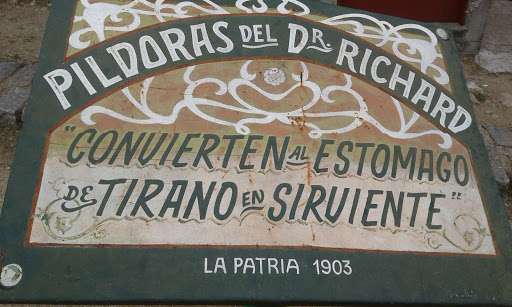 PILDORAS DEL DR. RICHARD
"CONVIERTEN AL ESTOMAGO
DE TIRANO EN SIRVIENTE"
LA PATRIA 1903